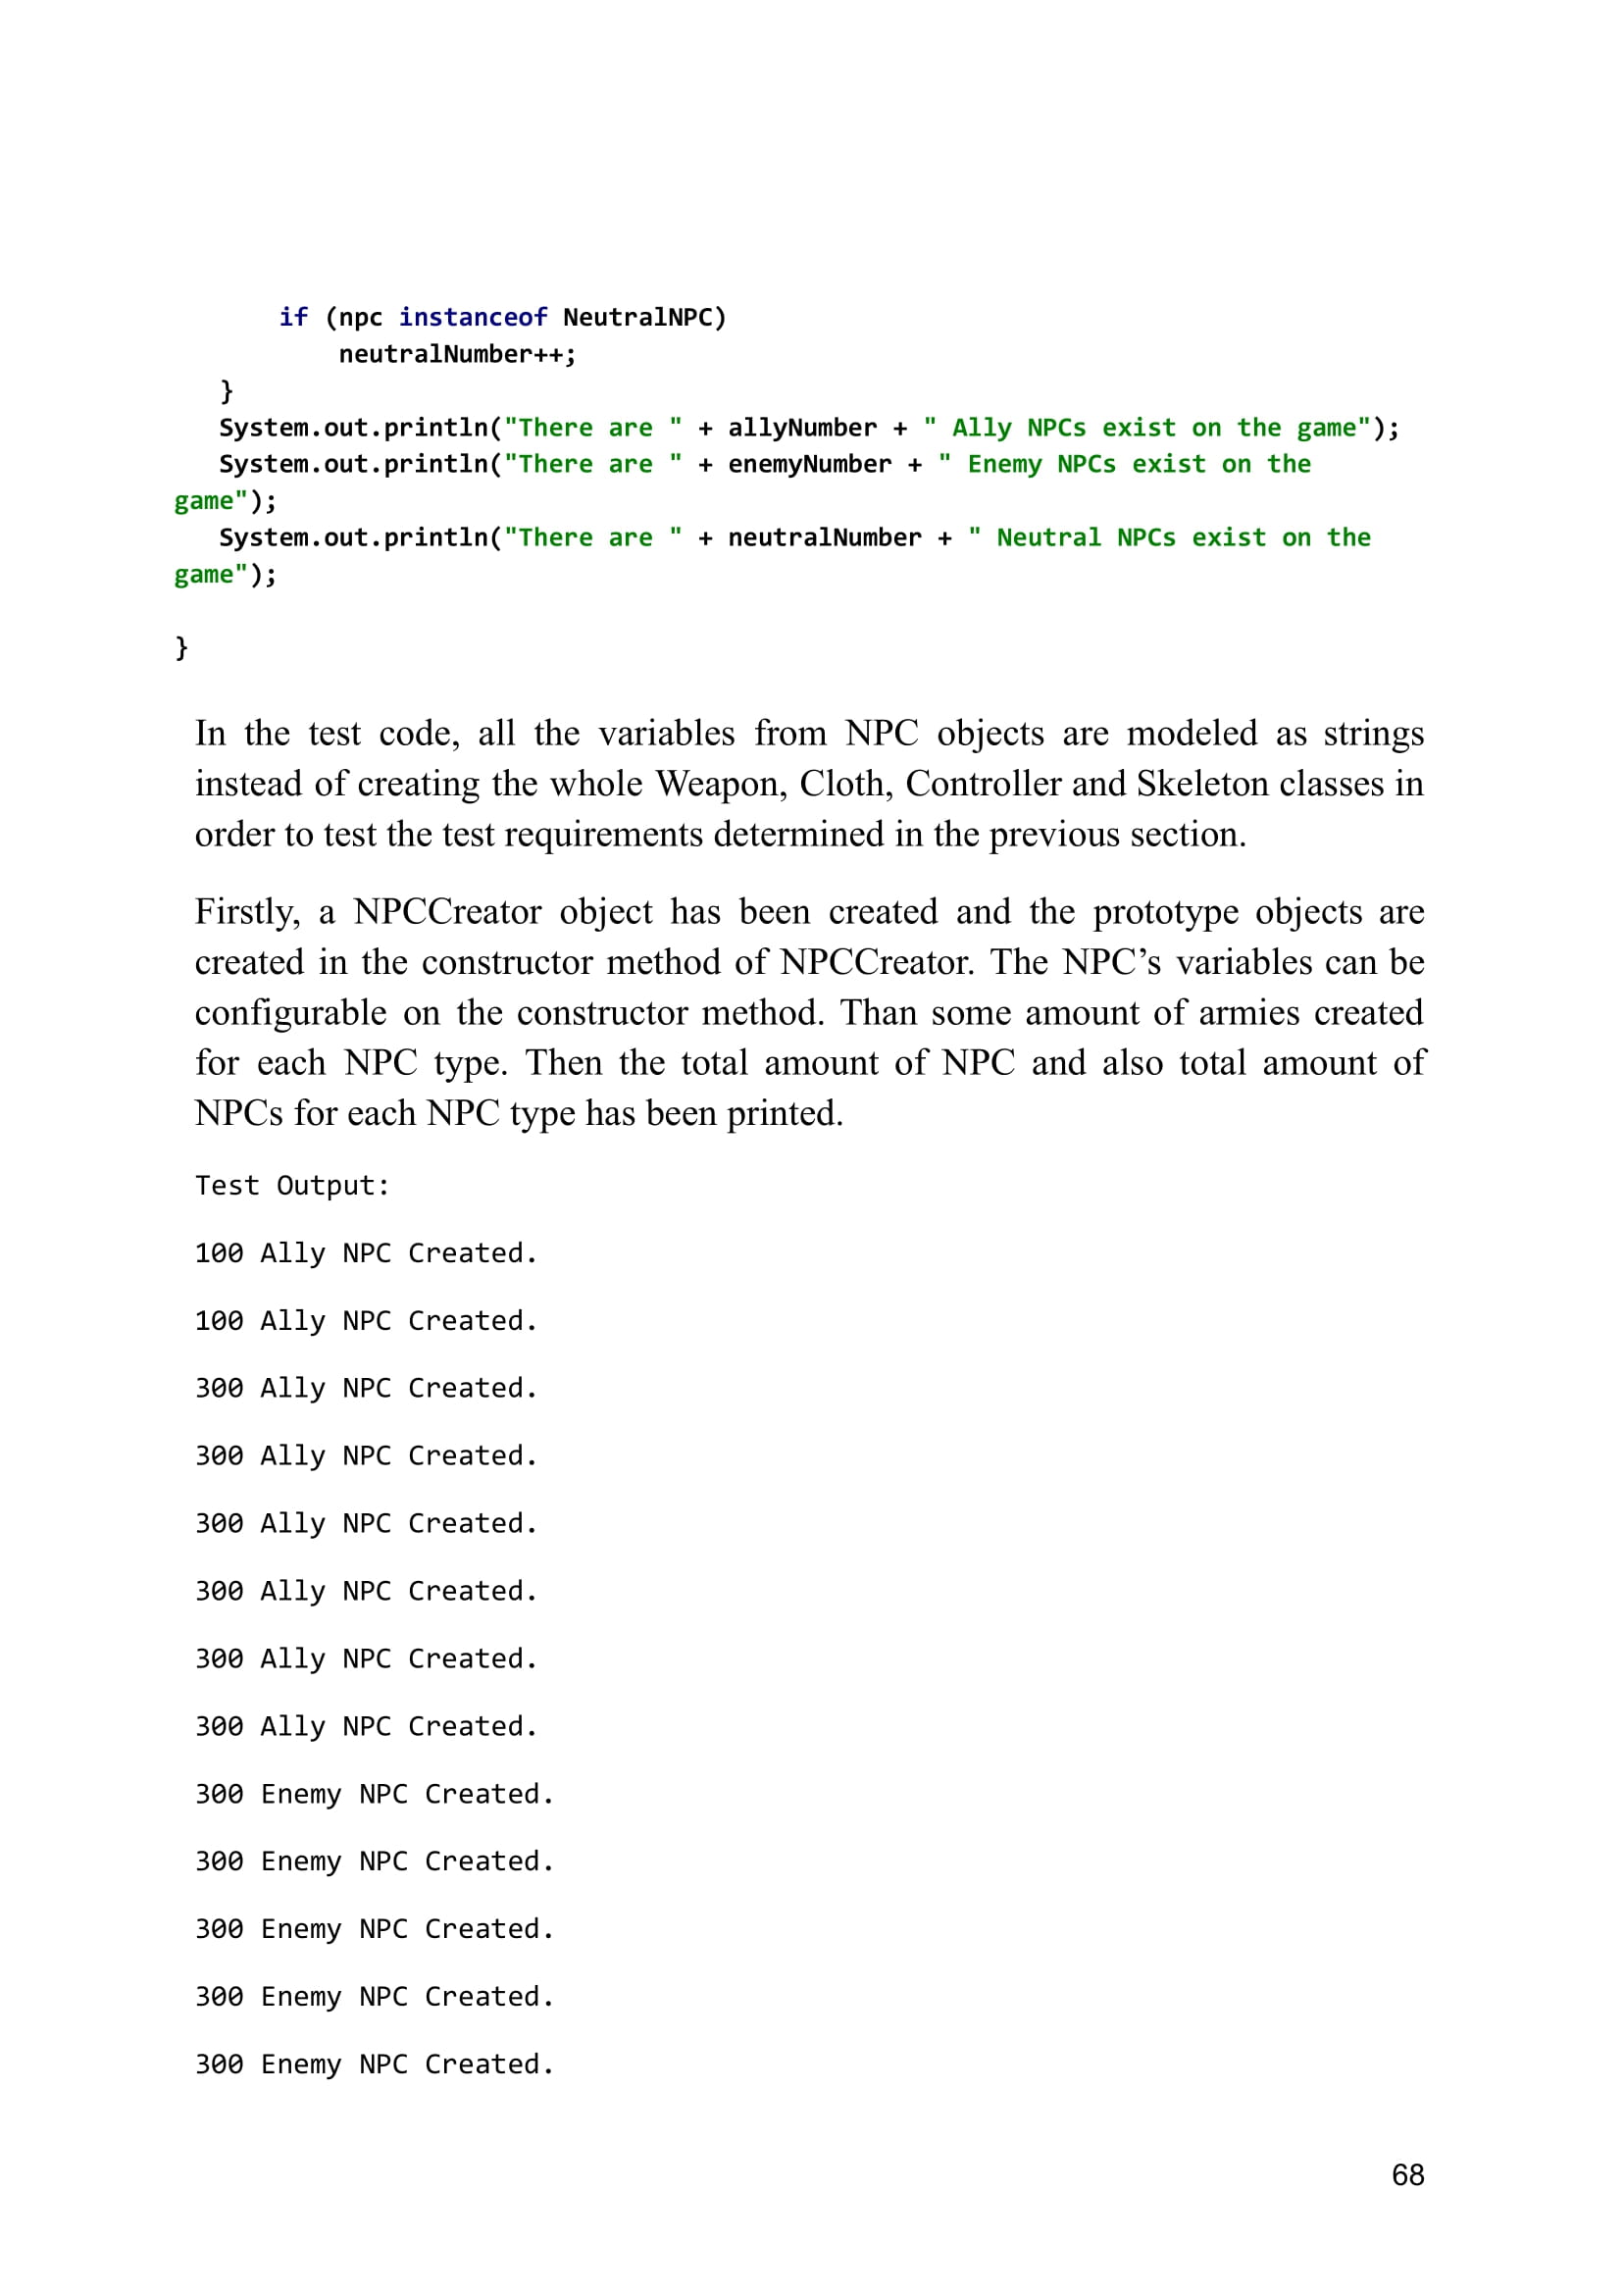 if (npc instanceof NeutralNPC)
neutralNumber++;
}
System.out.println("There are " + allyNumber + " Ally NPCs exist on the game");
System.out.println("There are " + enemyNumber + " Enemy NPCs exist on the
game");
System.out.println("There are " + neutralNumber + " Neutral NPCs exist on the
game");
}
In the test code, all the variables from NPC objects are modeled as strings
instead of creating the whole Weapon, Cloth, Controller and Skeleton classes in
order to test the test requirements determined in the previous section.
Firstly, a NPCCreator object has been created and the prototype objects are
created in the constructor method of NPCCreator. The NPC’s variables can be
configurable on the constructor method. Than some amount of armies created
for each NPC type. Then the total amount of NPC and also total amount of
NPCs for each NPC type has been printed.
Test Output:
100 Ally NPC Created.
100 Ally NPC Created.
300 Ally NPC Created.
300 Ally NPC Created.
300 Ally NPC Created.
300 Ally NPC Created.
300 Ally NPC Created.
300 Ally NPC Created.
300 Enemy NPC Created.
300 Enemy NPC Created.
300 Enemy NPC Created.
300 Enemy NPC Created.
300 Enemy NPC Created.
68